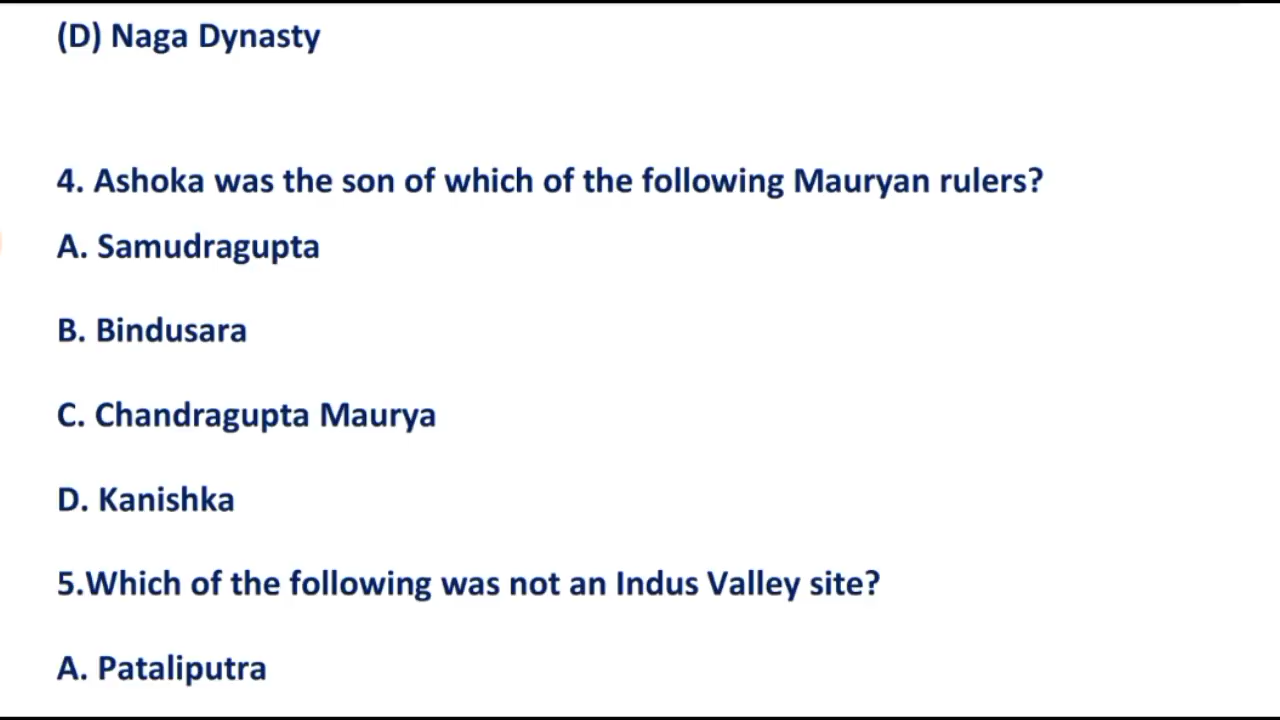 (D) Naga Dynasty
4. Ashoka was the son of which of the following Mauryan rulers?
A. Samudragupta
B. Bindusara
C. Chandragupta Maurya
D. Kanishka
5.Which of the following was not an Indus Valley site?
A. Pataliputra